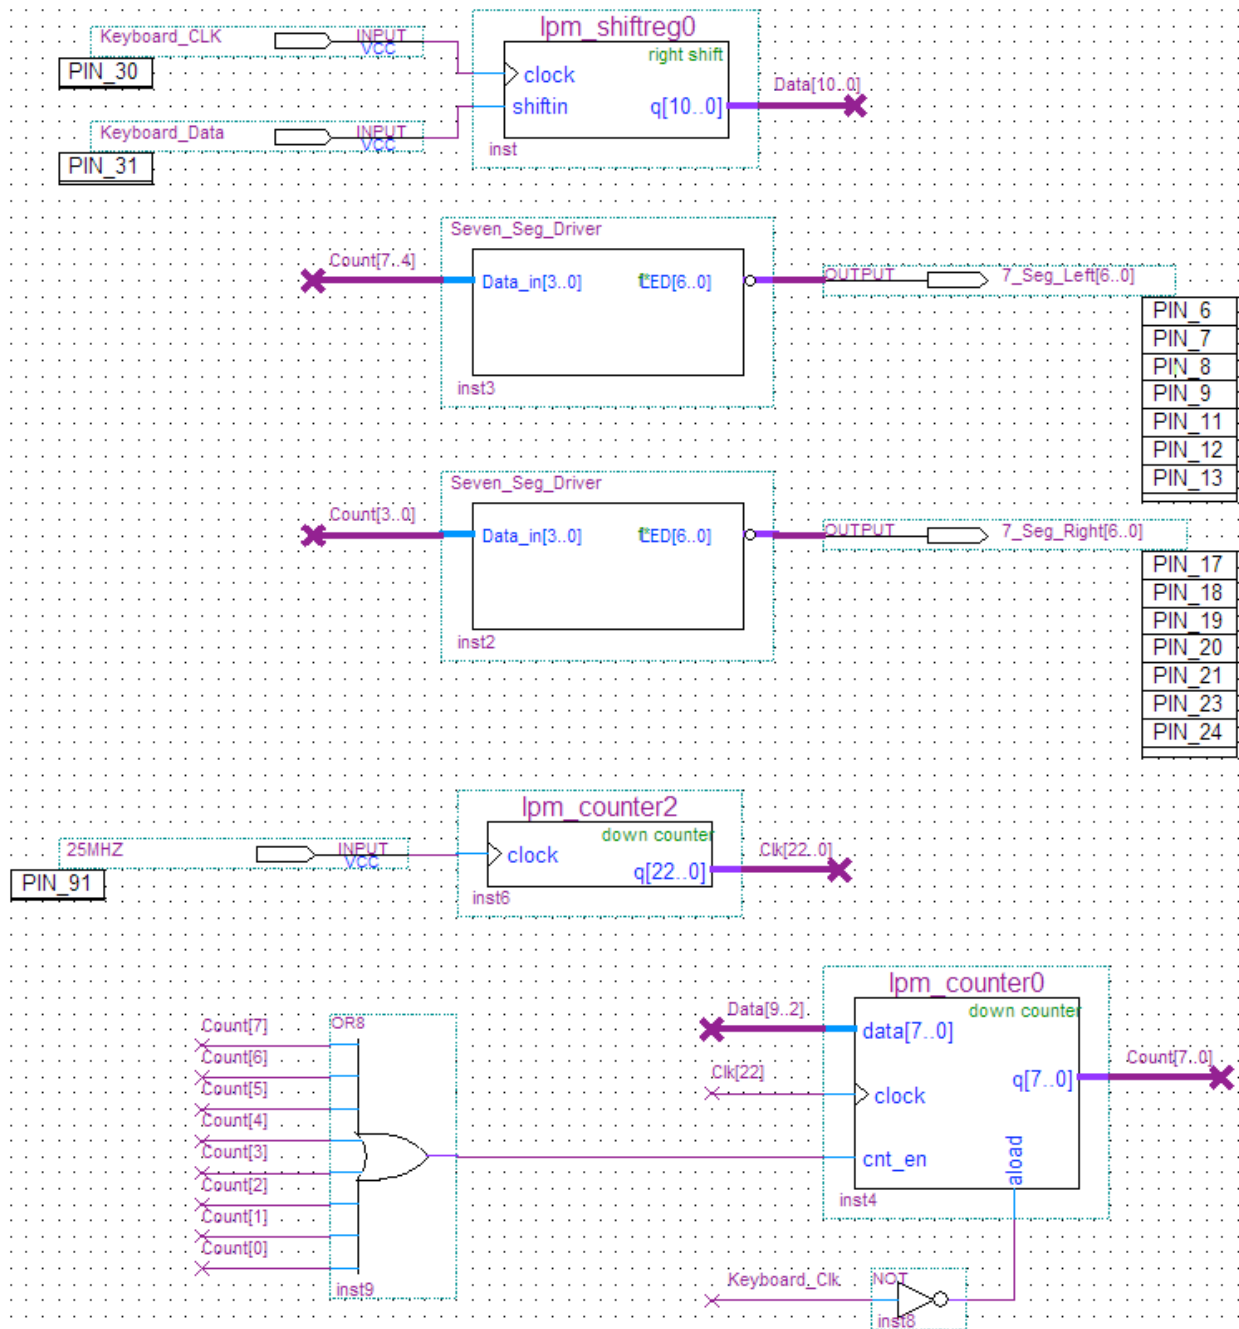 lpm_shiftreg0
Keyboard_CLK
INPUT
VCC
right shift
PIN_30
clock
Data[10..0]
shiftin
q[10..0]
Keyboard_Data
INPUT
VCC
inst
PIN_31
Seven_Seg_Driver
Count[7..4]
Data_in[3..0]
LED[6..0]
OUTPUT
7_Seg_Left[6..0]
PIN_6
PIN_7
PIN_8
PIN_9
PIN_11
PIN_12
PIN_13
inst3
Seven_Seg_Driver
Count[3..0]
Data_in[3..0]
LED[6..0]
OUTPUT
7_Seg_Right[6..0]
PIN_17
PIN_18
PIN_19
PIN_20
PIN_21
PIN_23
PIN_24
inst2
lpm_counter2
down counter
25MHZ
INPUT
VCC
clock
Clk[22..0]
q[22..0]
PIN_91
inst6
lpm_counter0
down counter
Data[9..2]
data[7..0]
Count[7..0]
Clk[22]
q[7..0]
clock
cnt_en
aload
inst4
OR8
Count[7]
Count[6]
Count[5]
Count[4]
Count[3]
Count[2]
Count[1]
Count[0]
inst9
Keyboard_Clk
NOT
inst8